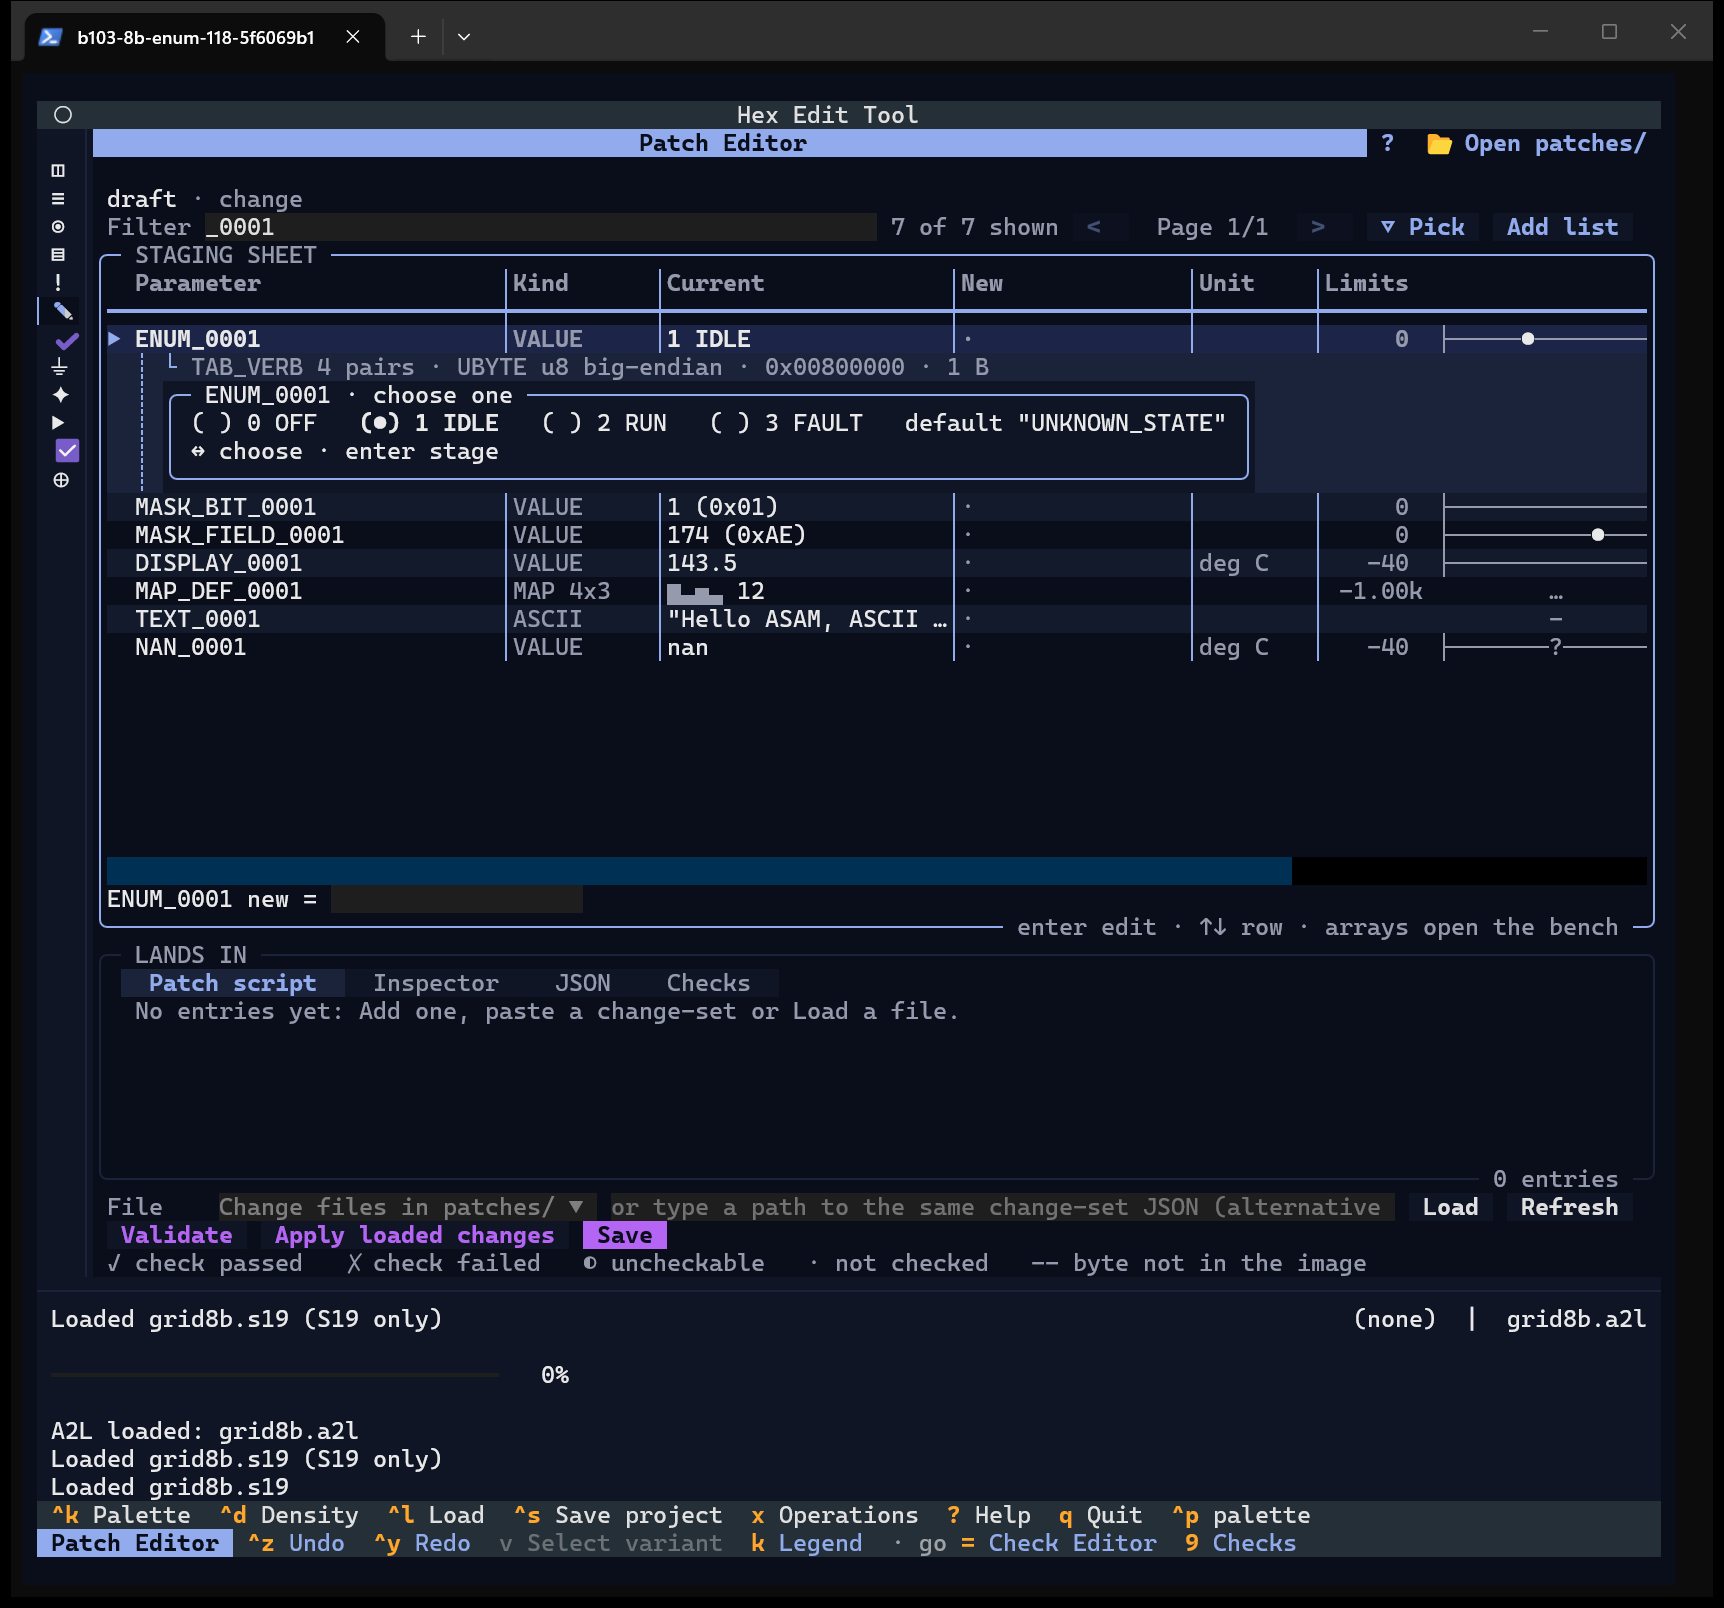 b103-8b-enum-118-5f6069b1
Hex Edit Tool
Patch Editor ? Open patches/
draft · change
Filter _0001 7 of 7 shown < Page 1/1 > ▽ Pick Add list
STAGING SHEET
Parameter Kind Current New Unit Limits
▶ ENUM_0001 VALUE 1 IDLE · 0
└ TAB_VERB 4 pairs · UBYTE u8 big-endian · 0x00800000 · 1 B
ENUM_0001 · choose one
( ) 0 OFF (●) 1 IDLE ( ) 2 RUN ( ) 3 FAULT default "UNKNOWN_STATE"
↔ choose · enter stage
MASK_BIT_0001 VALUE 1 (0x01) · 0
MASK_FIELD_0001 VALUE 174 (0xAE) · 0
DISPLAY_0001 VALUE 143.5 · deg C -40
MAP_DEF_0001 MAP 4x3 12 · -1.00k …
TEXT_0001 ASCII "Hello ASAM, ASCII … · -
NAN_0001 VALUE nan · deg C -40 ?
ENUM_0001 new =
enter edit · ↑↓ row · arrays open the bench
LANDS IN
Patch script Inspector JSON Checks
No entries yet: Add one, paste a change-set or Load a file.
0 entries
File Change files in patches/ ▼ or type a path to the same change-set JSON (alternative Load Refresh
Validate Apply loaded changes Save
√ check passed ╳ check failed ◐ uncheckable · not checked -- byte not in the image
Loaded grid8b.s19 (S19 only) (none) | grid8b.a2l
0%
A2L loaded: grid8b.a2l
Loaded grid8b.s19 (S19 only)
Loaded grid8b.s19
^k Palette ^d Density ^l Load ^s Save project x Operations ? Help q Quit ^p palette
Patch Editor ^z Undo ^y Redo v Select variant k Legend · go = Check Editor 9 Checks